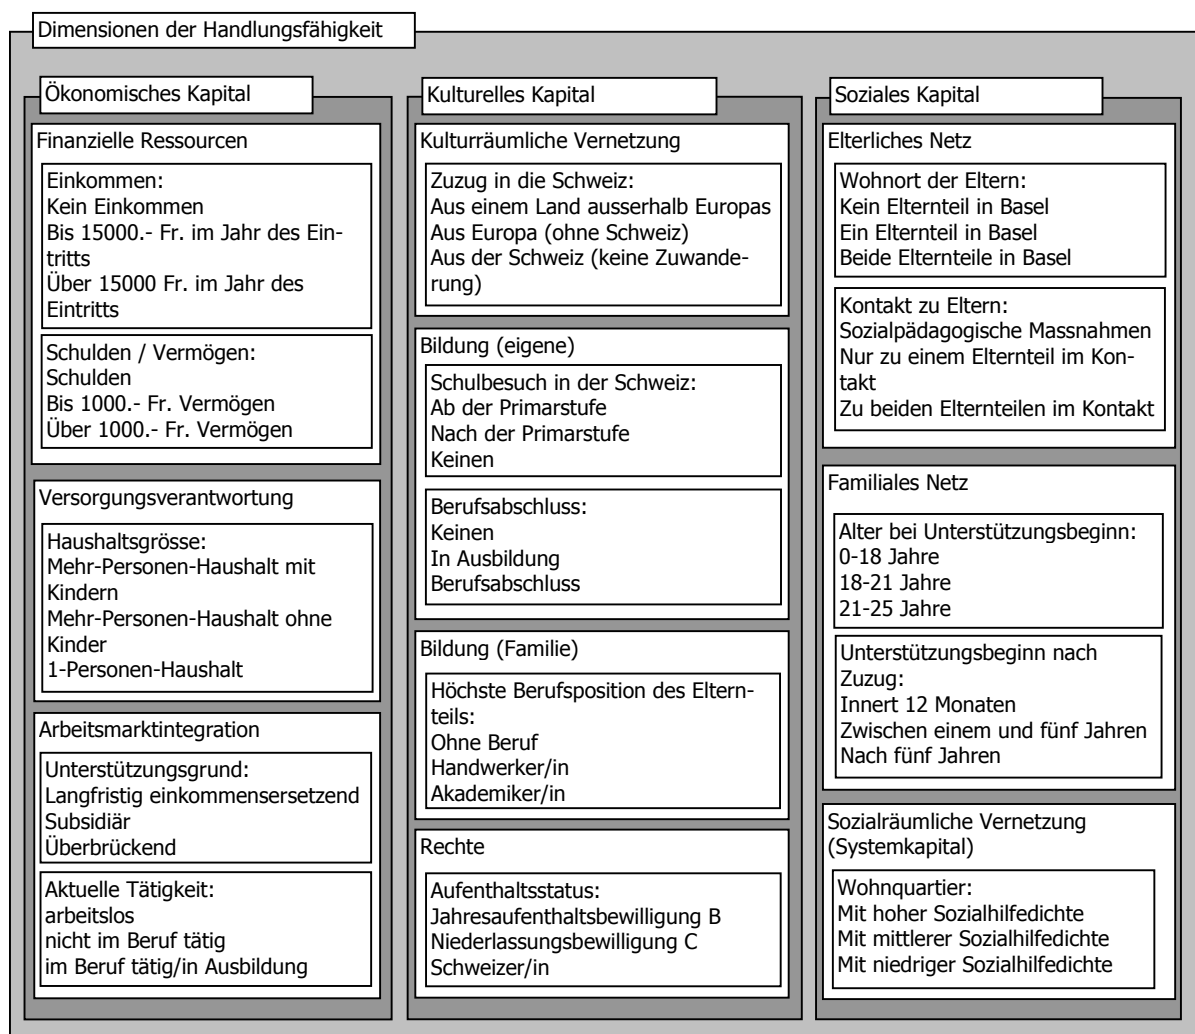 Dimensionen der Handlungsfähigkeit
Ökonomisches Kapital
Finanzielle Ressourcen
Einkommen:
Kein Einkommen
Bis 15000.- Fr. im Jahr des Ein-
tritts
Über 15000 Fr. im Jahr des
Eintritts
Schulden / Vermögen:
Schulden
Bis 1000.- Fr. Vermögen
Über 1000.- Fr. Vermögen
Versorgungsverantwortung
Haushaltsgrösse:
Mehr-Personen-Haushalt mit
Kindern
Mehr-Personen-Haushalt ohne
Kinder
1-Personen-Haushalt
Arbeitsmarktintegration
Unterstützungsgrund:
Langfristig einkommensersetzend
Subsidiär
Überbrückend
Aktuelle Tätigkeit:
arbeitslos
nicht im Beruf tätig
im Beruf tätig/in Ausbildung
Kulturelles Kapital
Kulturräumliche Vernetzung
Zuzug in die Schweiz:
Aus einem Land ausserhalb Europas
Aus Europa (ohne Schweiz)
Aus der Schweiz (keine Zuwande-
rung)
Bildung (eigene)
Schulbesuch in der Schweiz:
Ab der Primarstufe
Nach der Primarstufe
Keinen
Berufsabschluss:
Keinen
In Ausbildung
Berufsabschluss
Bildung (Familie)
Höchste Berufsposition des Eltern-
teils:
Ohne Beruf
Handwerker/in
Akademiker/in
Rechte
Aufenthaltsstatus:
Jahresaufenthaltsbewilligung B
Niederlassungsbewilligung C
Schweizer/in
Soziales Kapital
Elterliches Netz
Wohnort der Eltern:
Kein Elternteil in Basel
Ein Elternteil in Basel
Beide Elternteile in Basel
Kontakt zu Eltern:
Sozialpädagogische Massnahmen
Nur zu einem Elternteil im Kon-
takt
Zu beiden Elternteilen im Kontakt
Familiales Netz
Alter bei Unterstützungsbeginn:
0-18 Jahre
18-21 Jahre
21-25 Jahre
Unterstützungsbeginn nach
Zuzug:
Innert 12 Monaten
Zwischen einem und fünf Jahren
Nach fünf Jahren
Sozialräumliche Vernetzung
(Systemkapital)
Wohnquartier:
Mit hoher Sozialhilfedichte
Mit mittlerer Sozialhilfedichte
Mit niedriger Sozialhilfedichte